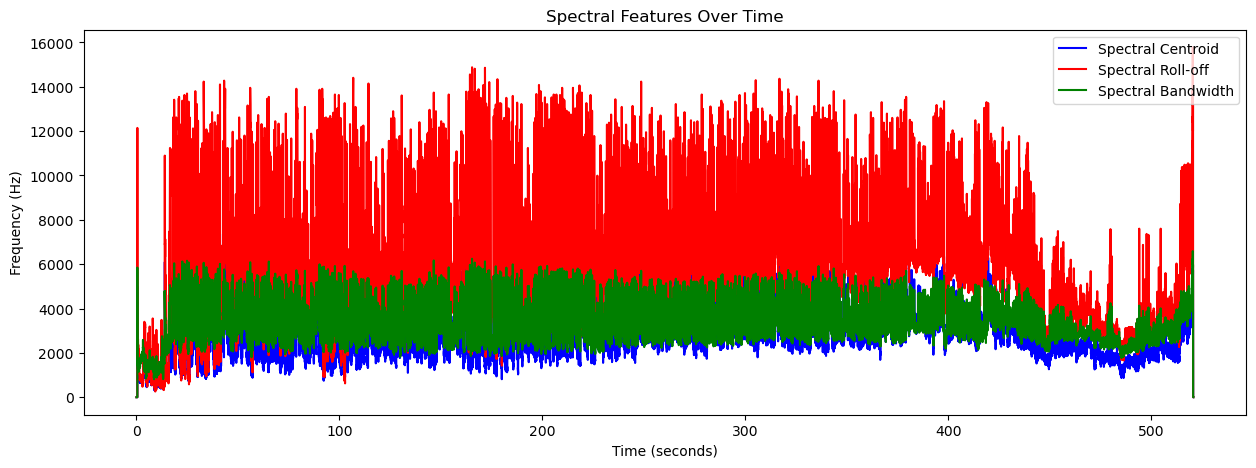 Spectral Features Over Time
Frequency (Hz)
16000
14000
12000
10000
8000
6000
4000
2000
0
Spectral Centroid
Spectral Roll-off
Spectral Bandwidth
0 100 200 300 400 500
Time (seconds)